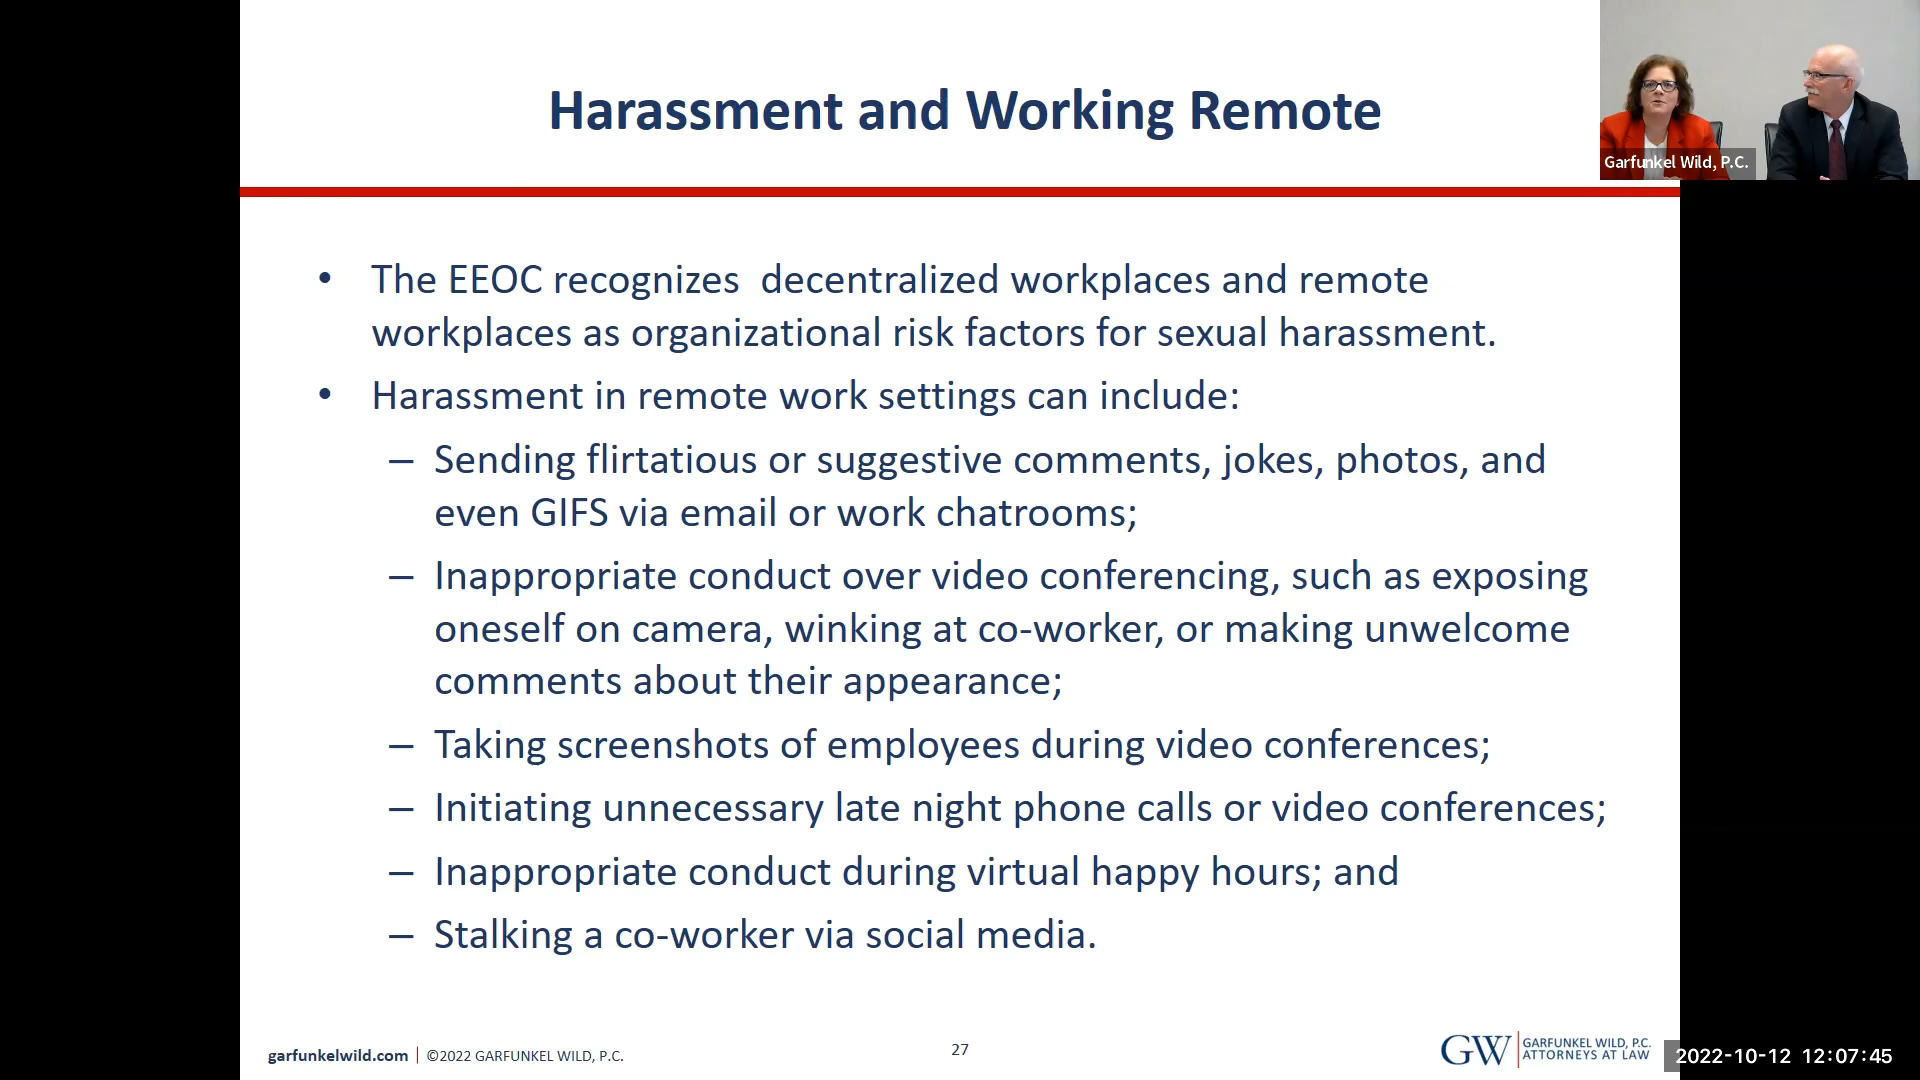 Harassment and Working Remote
Garfunkel Wild, P.C.
• The EEOC recognizes  decentralized workplaces and remote
workplaces as organizational risk factors for sexual harassment.
• Harassment in remote work settings can include:
– Sending flirtatious or suggestive comments, jokes, photos, and
even GIFS via email or work chatrooms;
– Inappropriate conduct over video conferencing, such as exposing
oneself on camera, winking at co-worker, or making unwelcome
comments about their appearance;
– Taking screenshots of employees during video conferences;
– Initiating unnecessary late night phone calls or video conferences;
– Inappropriate conduct during virtual happy hours; and
– Stalking a co-worker via social media.
garfunkelwild.com | ©2022 GARFUNKEL WILD, P.C.
27
GW GARFUNKEL WILD, P.C.
ATTORNEYS AT LAW
2022-10-12 12:07:45